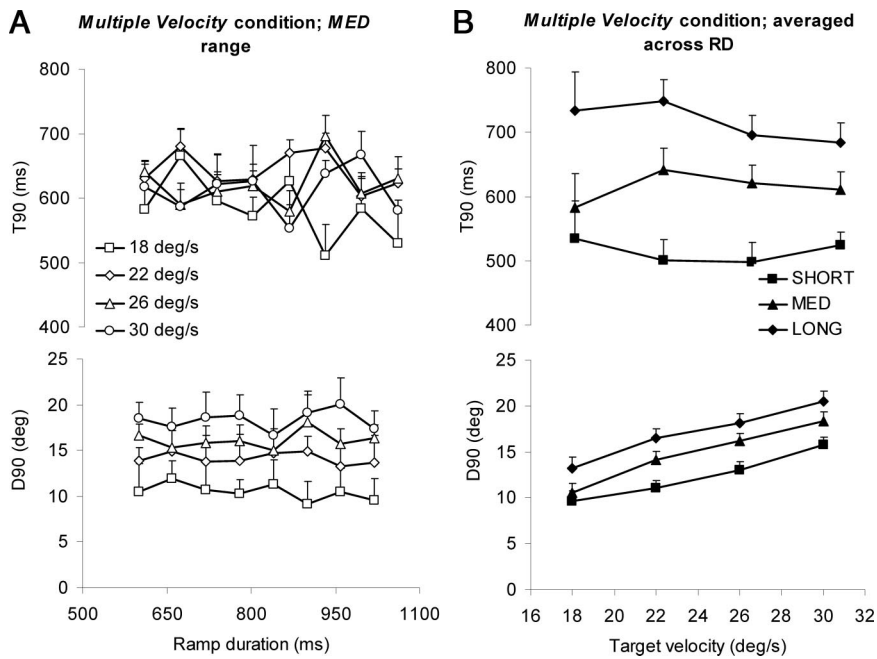 A
Multiple Velocity condition; MED
range
800
700
600
500
400
T90 (ms)
18 deg/s
22 deg/s
26 deg/s
30 deg/s
25
20
15
10
5
0
D90 (deg)
500 650 800 950 1100
Ramp duration (ms)
B
Multiple Velocity condition; averaged
across RD
800
700
600
500
400
T90 (ms)
SHORT
MED
LONG
25
20
15
10
5
0
D90 (deg)
16 18 20 22 24 26 28 30 32
Target velocity (deg/s)